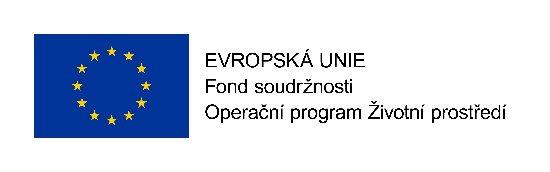 EVROPSKÁ UNIE
Fond soudržnosti
Operační program Životní prostředí